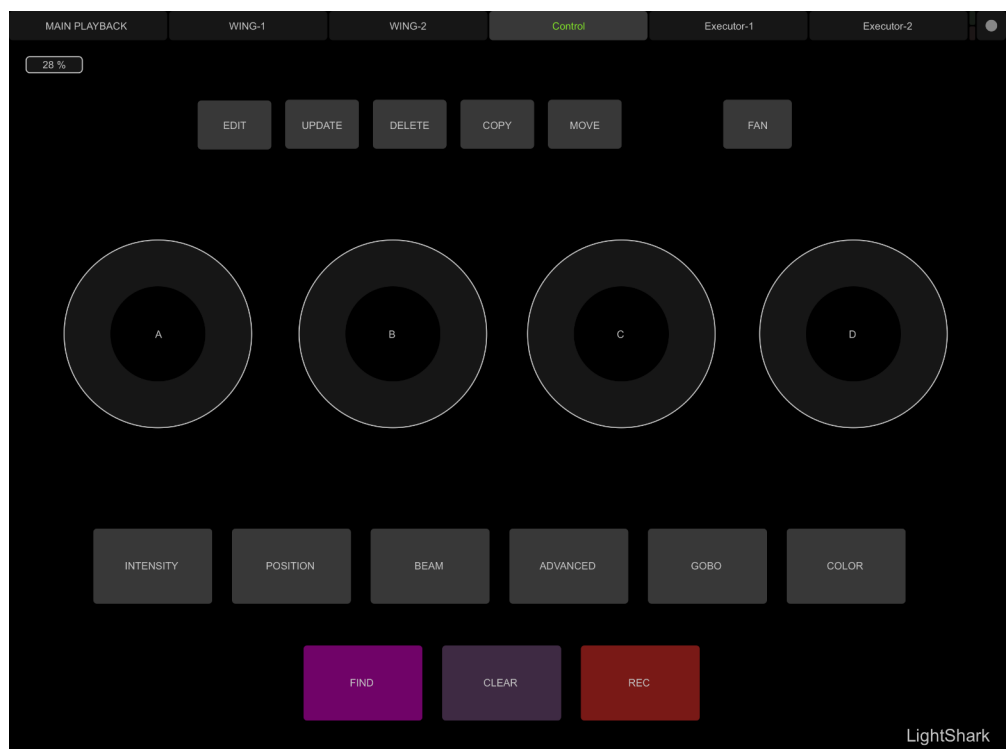 MAIN PLAYBACK WING-1 WING-2 Control Executor-1 Executor-2
28 %
EDIT UPDATE DELETE COPY MOVE FAN
A B C D
INTENSITY POSITION BEAM ADVANCED GOBO COLOR
FIND CLEAR REC
LightShark